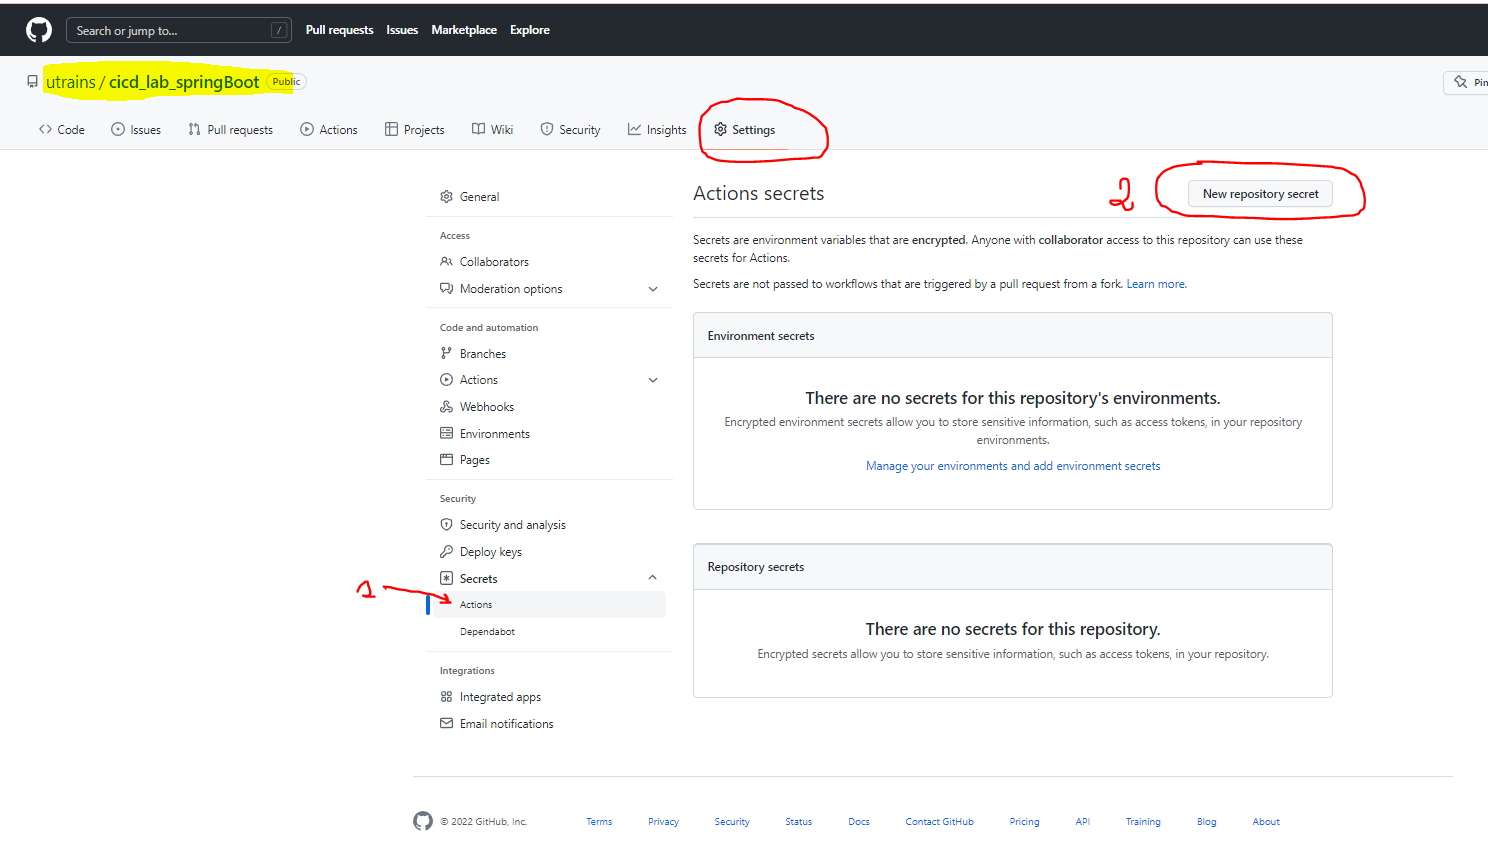 Search or jump to... /
Pull requests Issues Marketplace Explore
utrains / cicd_lab_springBoot Public
Pin
Code Issues Pull requests Actions Projects Wiki Security Insights Settings
General
Access
Collaborators
Moderation options
Code and automation
Branches
Actions
Webhooks
Environments
Pages
Security
Security and analysis
Deploy keys
Secrets
1
Actions
Dependabot
Integrations
Integrated apps
Email notifications
Actions secrets
2
New repository secret
Secrets are environment variables that are encrypted. Anyone with collaborator access to this repository can use these
secrets for Actions.
Secrets are not passed to workflows that are triggered by a pull request from a fork. Learn more.
Environment secrets
There are no secrets for this repository's environments.
Encrypted environment secrets allow you to store sensitive information, such as access tokens, in your repository
environments.
Manage your environments and add environment secrets
Repository secrets
There are no secrets for this repository.
Encrypted secrets allow you to store sensitive information, such as access tokens, in your repository.
© 2022 GitHub, Inc. Terms Privacy Security Status Docs Contact GitHub Pricing API Training Blog About